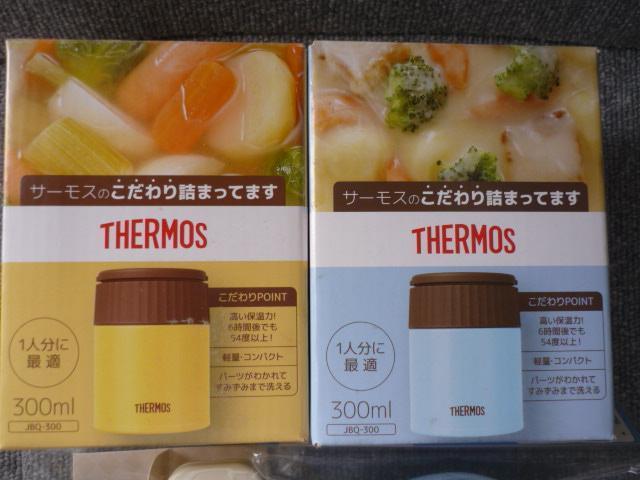 サーモスのこだわり詰まってます
THERMOS
こだわりPOINT
高い保温力!
6時間後でも
54度以上!
軽量・コンパクト
パーツがわかれて
すみずみまで洗える
1人分に
最適
300ml
JBQ-300
THERMOS
サーモスのこだわり詰まってます
THERMOS
こだわりPOINT
高い保温力!
6時間後でも
54度以上!
軽量・コンパクト
パーツがわかれて
すみずみまで洗える
1人分に
最適
300ml
JBQ-300
THERMOS